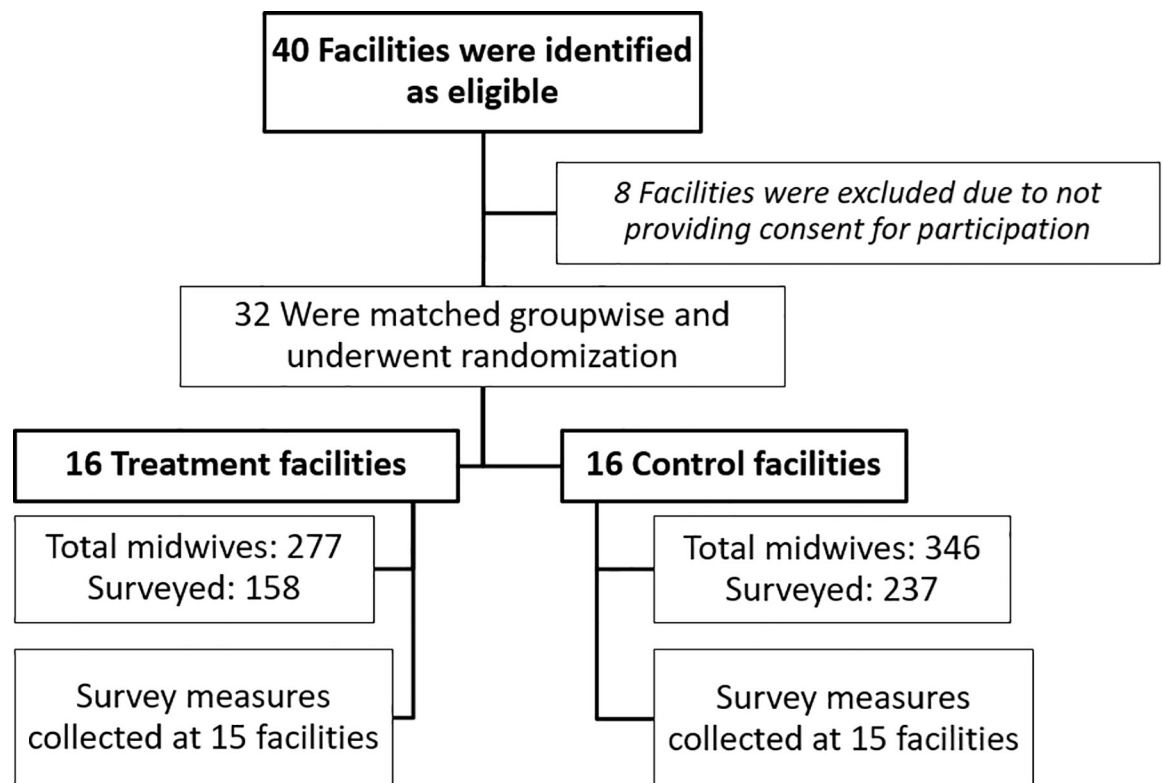 40 Facilities were identified
as eligible
8 Facilities were excluded due to not
providing consent for participation
32 Were matched groupwise and
underwent randomization
16 Treatment facilities
16 Control facilities
Total midwives: 277
Surveyed: 158
Total midwives: 346
Surveyed: 237
Survey measures
collected at 15 facilities
Survey measures
collected at 15 facilities